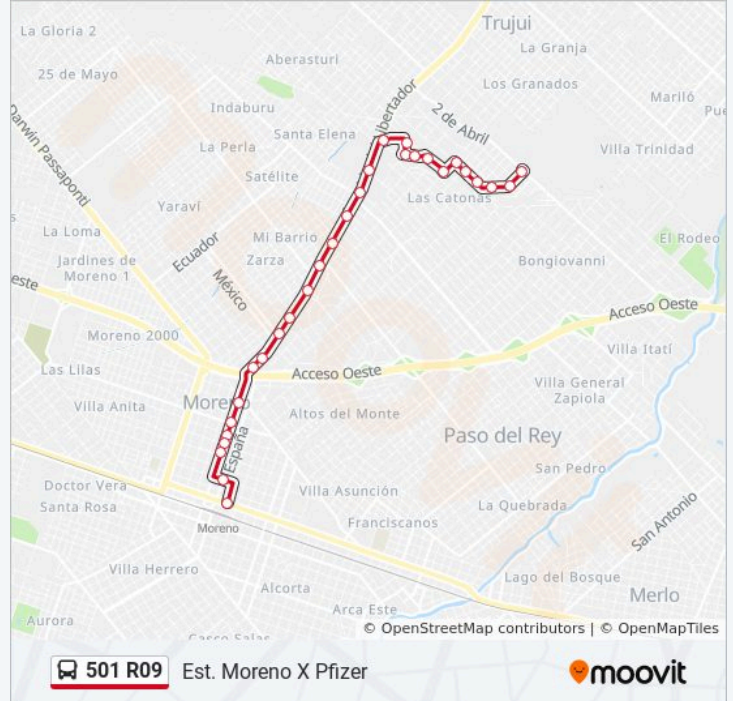 Trujui
La Gloria 2
La Granja
Aberasturi
25 de Mayo
Los Granados
Libertador
Mariló
Indaburu
2 de Abril
Darwin Passaponti
Santa Elena
La Perla
Villa Trinidad
Satélite
Las Catonas
Yaraví
La Loma
Mi Barrio
El Rodeo
Ecuador
Jardines de
Moreno 1
Zarza
Bongiovanni
México
Acceso Oeste
Moreno 2000
Villa Itatí
Las Lilas
Acceso Oeste
Villa General
Zapiola
Villa Anita
Moreno
Altos del Monte
España
Paso del Rey
San Pedro
Doctor Vera
Villa Asunción
Santa Rosa
La Quebrada
San Antonio
Moreno
Franciscanos
Villa Herrero
Lago del Bosque
Alcorta
Merlo
Arca Este
Aurora
Casco Salas
© OpenStreetMap contributors | © OpenMapTiles
501 R09 Est. Moreno X Pfizer
moovit